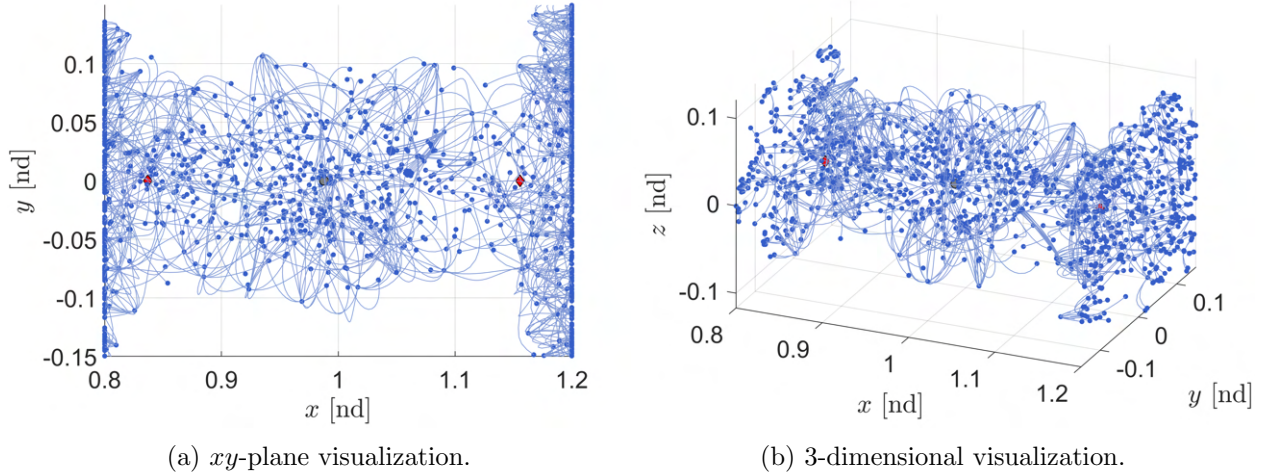 0.1
0.05
0
-0.05
-0.1
-0.15
y [nd]
0.8 0.9 1 1.1 1.2
x [nd]
(a) xy-plane visualization.
0.1
0
-0.1
z [nd]
0.8
0.9
1
1.1
1.2
x [nd]
0.1
0
-0.1
y [nd]
(b) 3-dimensional visualization.